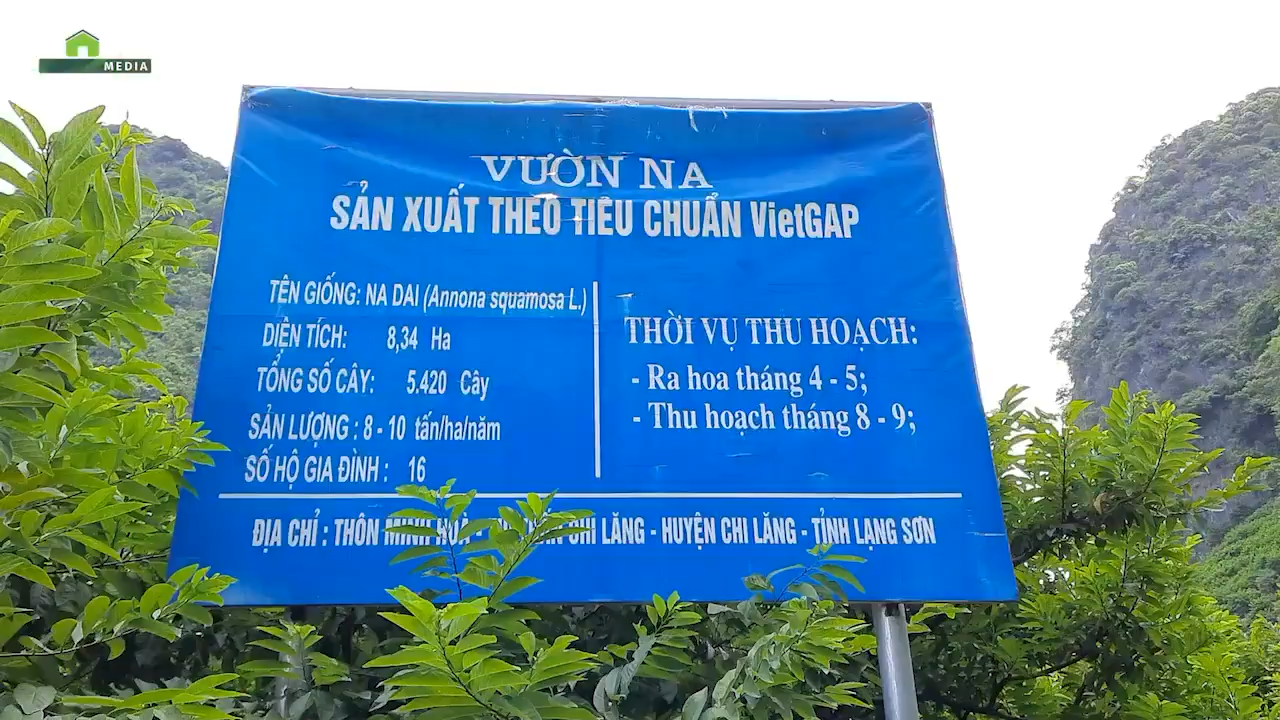 MEDIA
VƯỜN NA
SẢN XUẤT THEO TIÊU CHUẨN VietGAP
TÊN GIỐNG: NA DAI (Annona squamosa L.)
DIỆN TÍCH: 8,34 Ha
TỔNG SỐ CÂY: 5.420 Cây
SẢN LƯỢNG : 8 - 10 tấn/ha/năm
SỐ HỘ GIA ĐÌNH : 16
THỜI VỤ THU HOẠCH:
- Ra hoa tháng 4 - 5;
- Thu hoạch tháng 8 - 9;
ĐỊA CHỈ : THÔN MINH HOÀ - CHI LĂNG - HUYỆN CHI LĂNG - TỈNH LẠNG SƠN